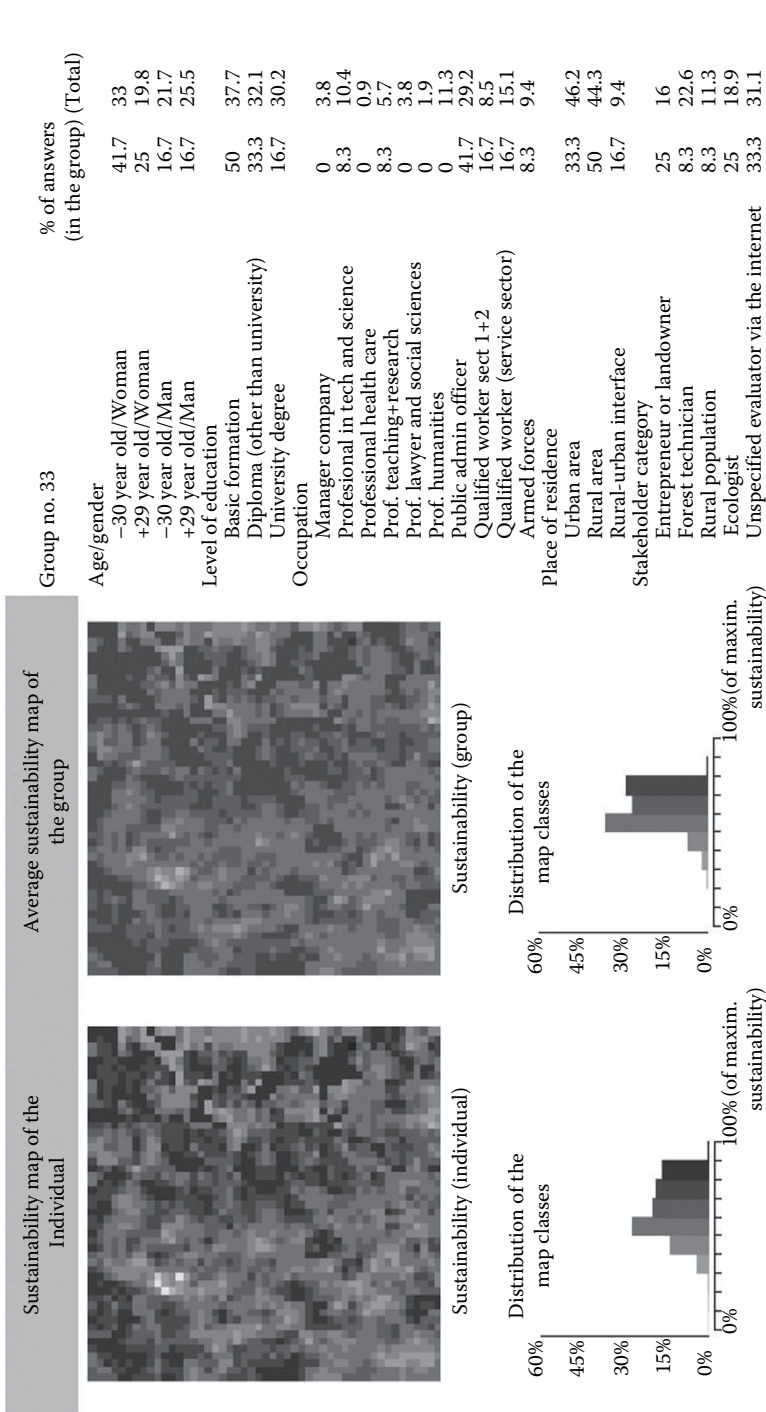 Sustainability map of the
Individual
Sustainability (individual)
Distribution of the
map classes
60%
45%
30%
15%
0%
0%
100% (of maxim.
sustainability)
Average sustainability map of
the group
Sustainability (group)
Distribution of the
map classes
60%
45%
30%
15%
0%
0%
100%(of maxim.
sustainability)
Group no. 33
% of answers
(in the group) (Total)
Age/gender
−30 year old/Woman 41.7 33
+29 year old/Woman 25 19.8
−30 year old/Man 16.7 21.7
+29 year old/Man 16.7 25.5
Level of education
Basic formation 50 37.7
Diploma (other than university) 33.3 32.1
University degree 16.7 30.2
Occupation
Manager company 0 3.8
Profesional in tech and science 8.3 10.4
Professional health care 0 0.9
Prof. teaching+research 8.3 5.7
Prof. lawyer and social sciences 0 3.8
Prof. humanities 0 1.9
Public admin officer 0 11.3
Qualified worker sect 1+2 41.7 29.2
Qualified worker (service sector) 16.7 8.5
Armed forces 16.7 15.1
8.3 9.4
Place of residence
Urban area 33.3 46.2
Rural area 50 44.3
Rural-urban interface 16.7 9.4
Stakeholder category
Entrepreneur or landowner 25 16
Forest technician 8.3 22.6
Rural population 8.3 11.3
Ecologist 25 18.9
Unspecified evaluator via the internet 33.3 31.1